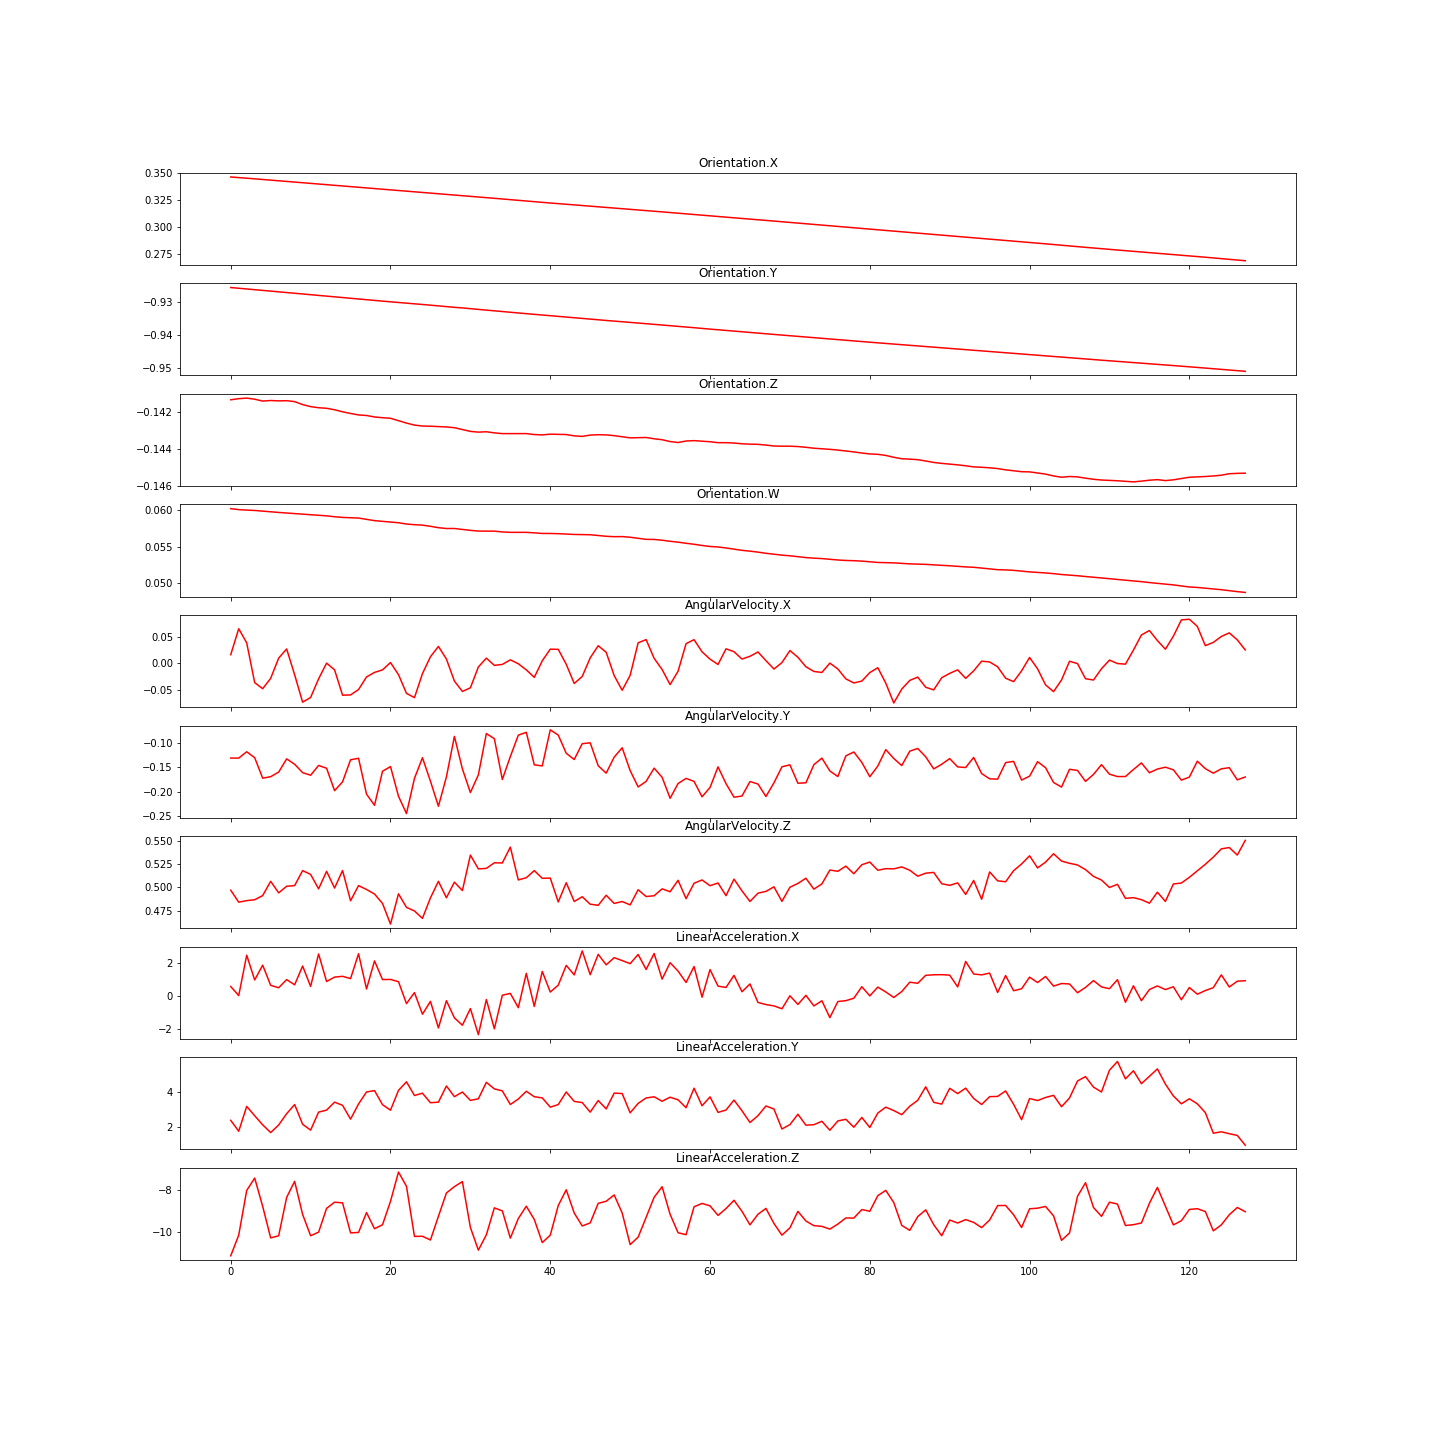 Orientation.X
0.350
0.325
0.300
0.275
Orientation.Y
−0.93
−0.94
−0.95
Orientation.Z
−0.142
−0.144
−0.146
Orientation.W
0.060
0.055
0.050
AngularVelocity.X
0.05
0.00
−0.05
AngularVelocity.Y
−0.10
−0.15
−0.20
−0.25
AngularVelocity.Z
0.550
0.525
0.500
0.475
LinearAcceleration.X
2
0
−2
LinearAcceleration.Y
4
2
LinearAcceleration.Z
−8
−10
0 20 40 60 80 100 120